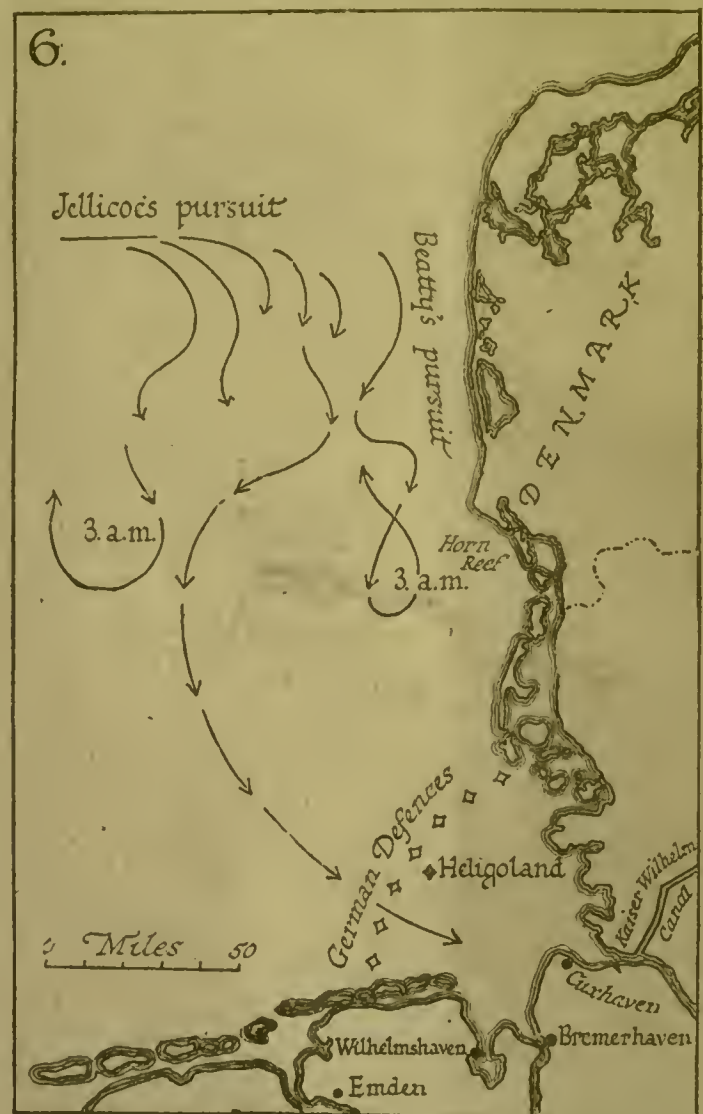 6.
Jellicoe's pursuit
Beatty's pursuit
DENMARK
3. a.m.
Horn
Reef
3. a.m.
German Defences
Heligoland
Kaiser Wilhelm
Canal
0 Miles 50
Cuxhaven
Wilhelmshaven
Bremerhaven
Emden